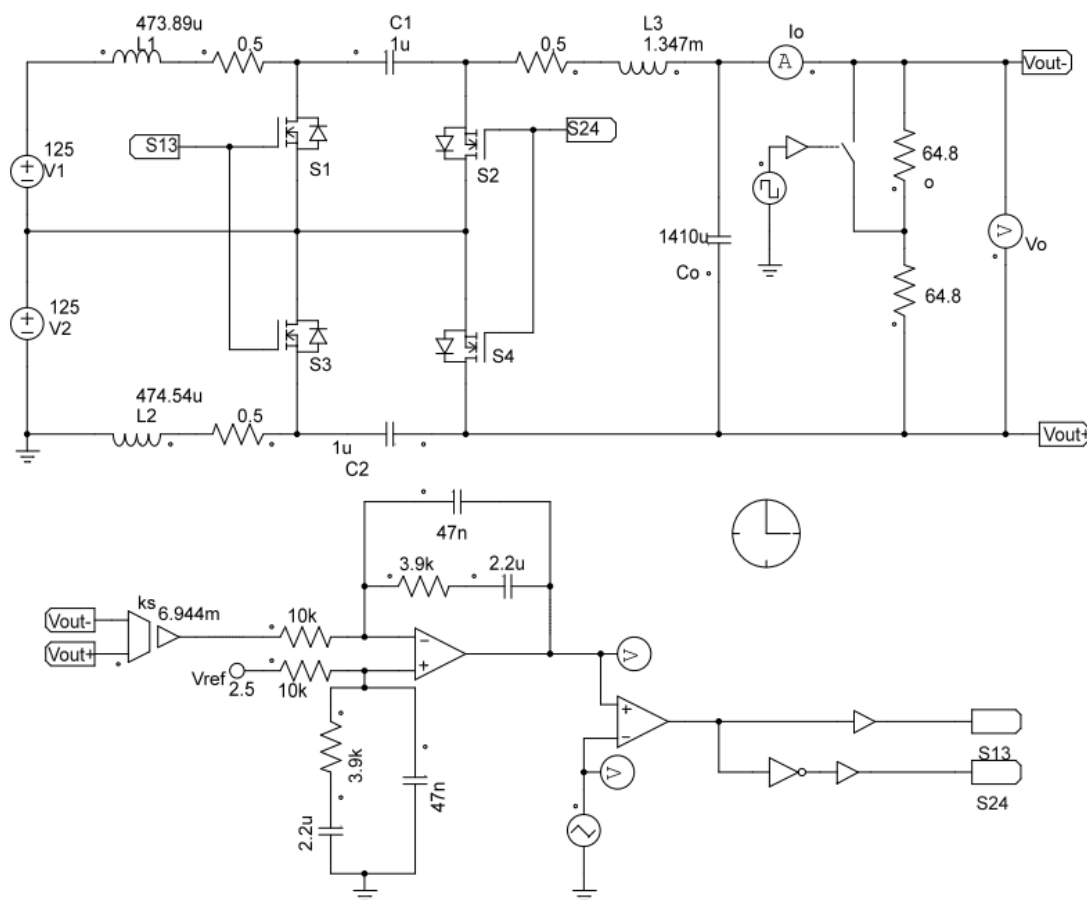 473.89u
L1
0.5
C1
1u
0.5
L3
1.347m
Io
A
Vout-
S13
S1
S2
S24
125
V1
64.8
o
1410u
Co
V
Vo
125
V2
64.8
S3
S4
474.54u
L2
0.5
1u
C2
Vout+
47n
3.9k
2.2u
ks
6.944m
Vout-
Vout+
10k
Vref
2.5
10k
V
3.9k
47n
2.2u
V
S13
S24